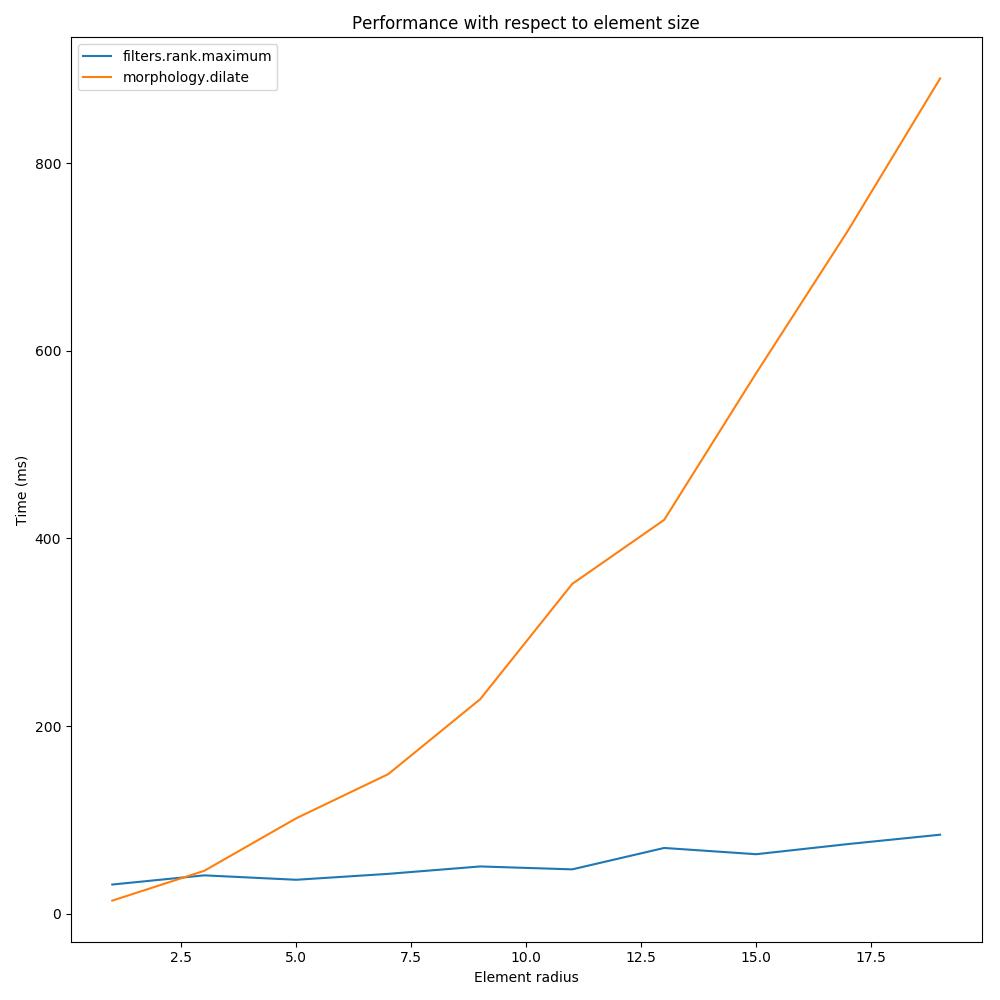 Performance with respect to element size
filters.rank.maximum
morphology.dilate
800
600
400
200
0
Time (ms)
2.5 5.0 7.5 10.0 12.5 15.0 17.5
Element radius